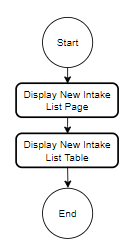 Start
Display New Intake
List Page
Display New Intake
List Table
End